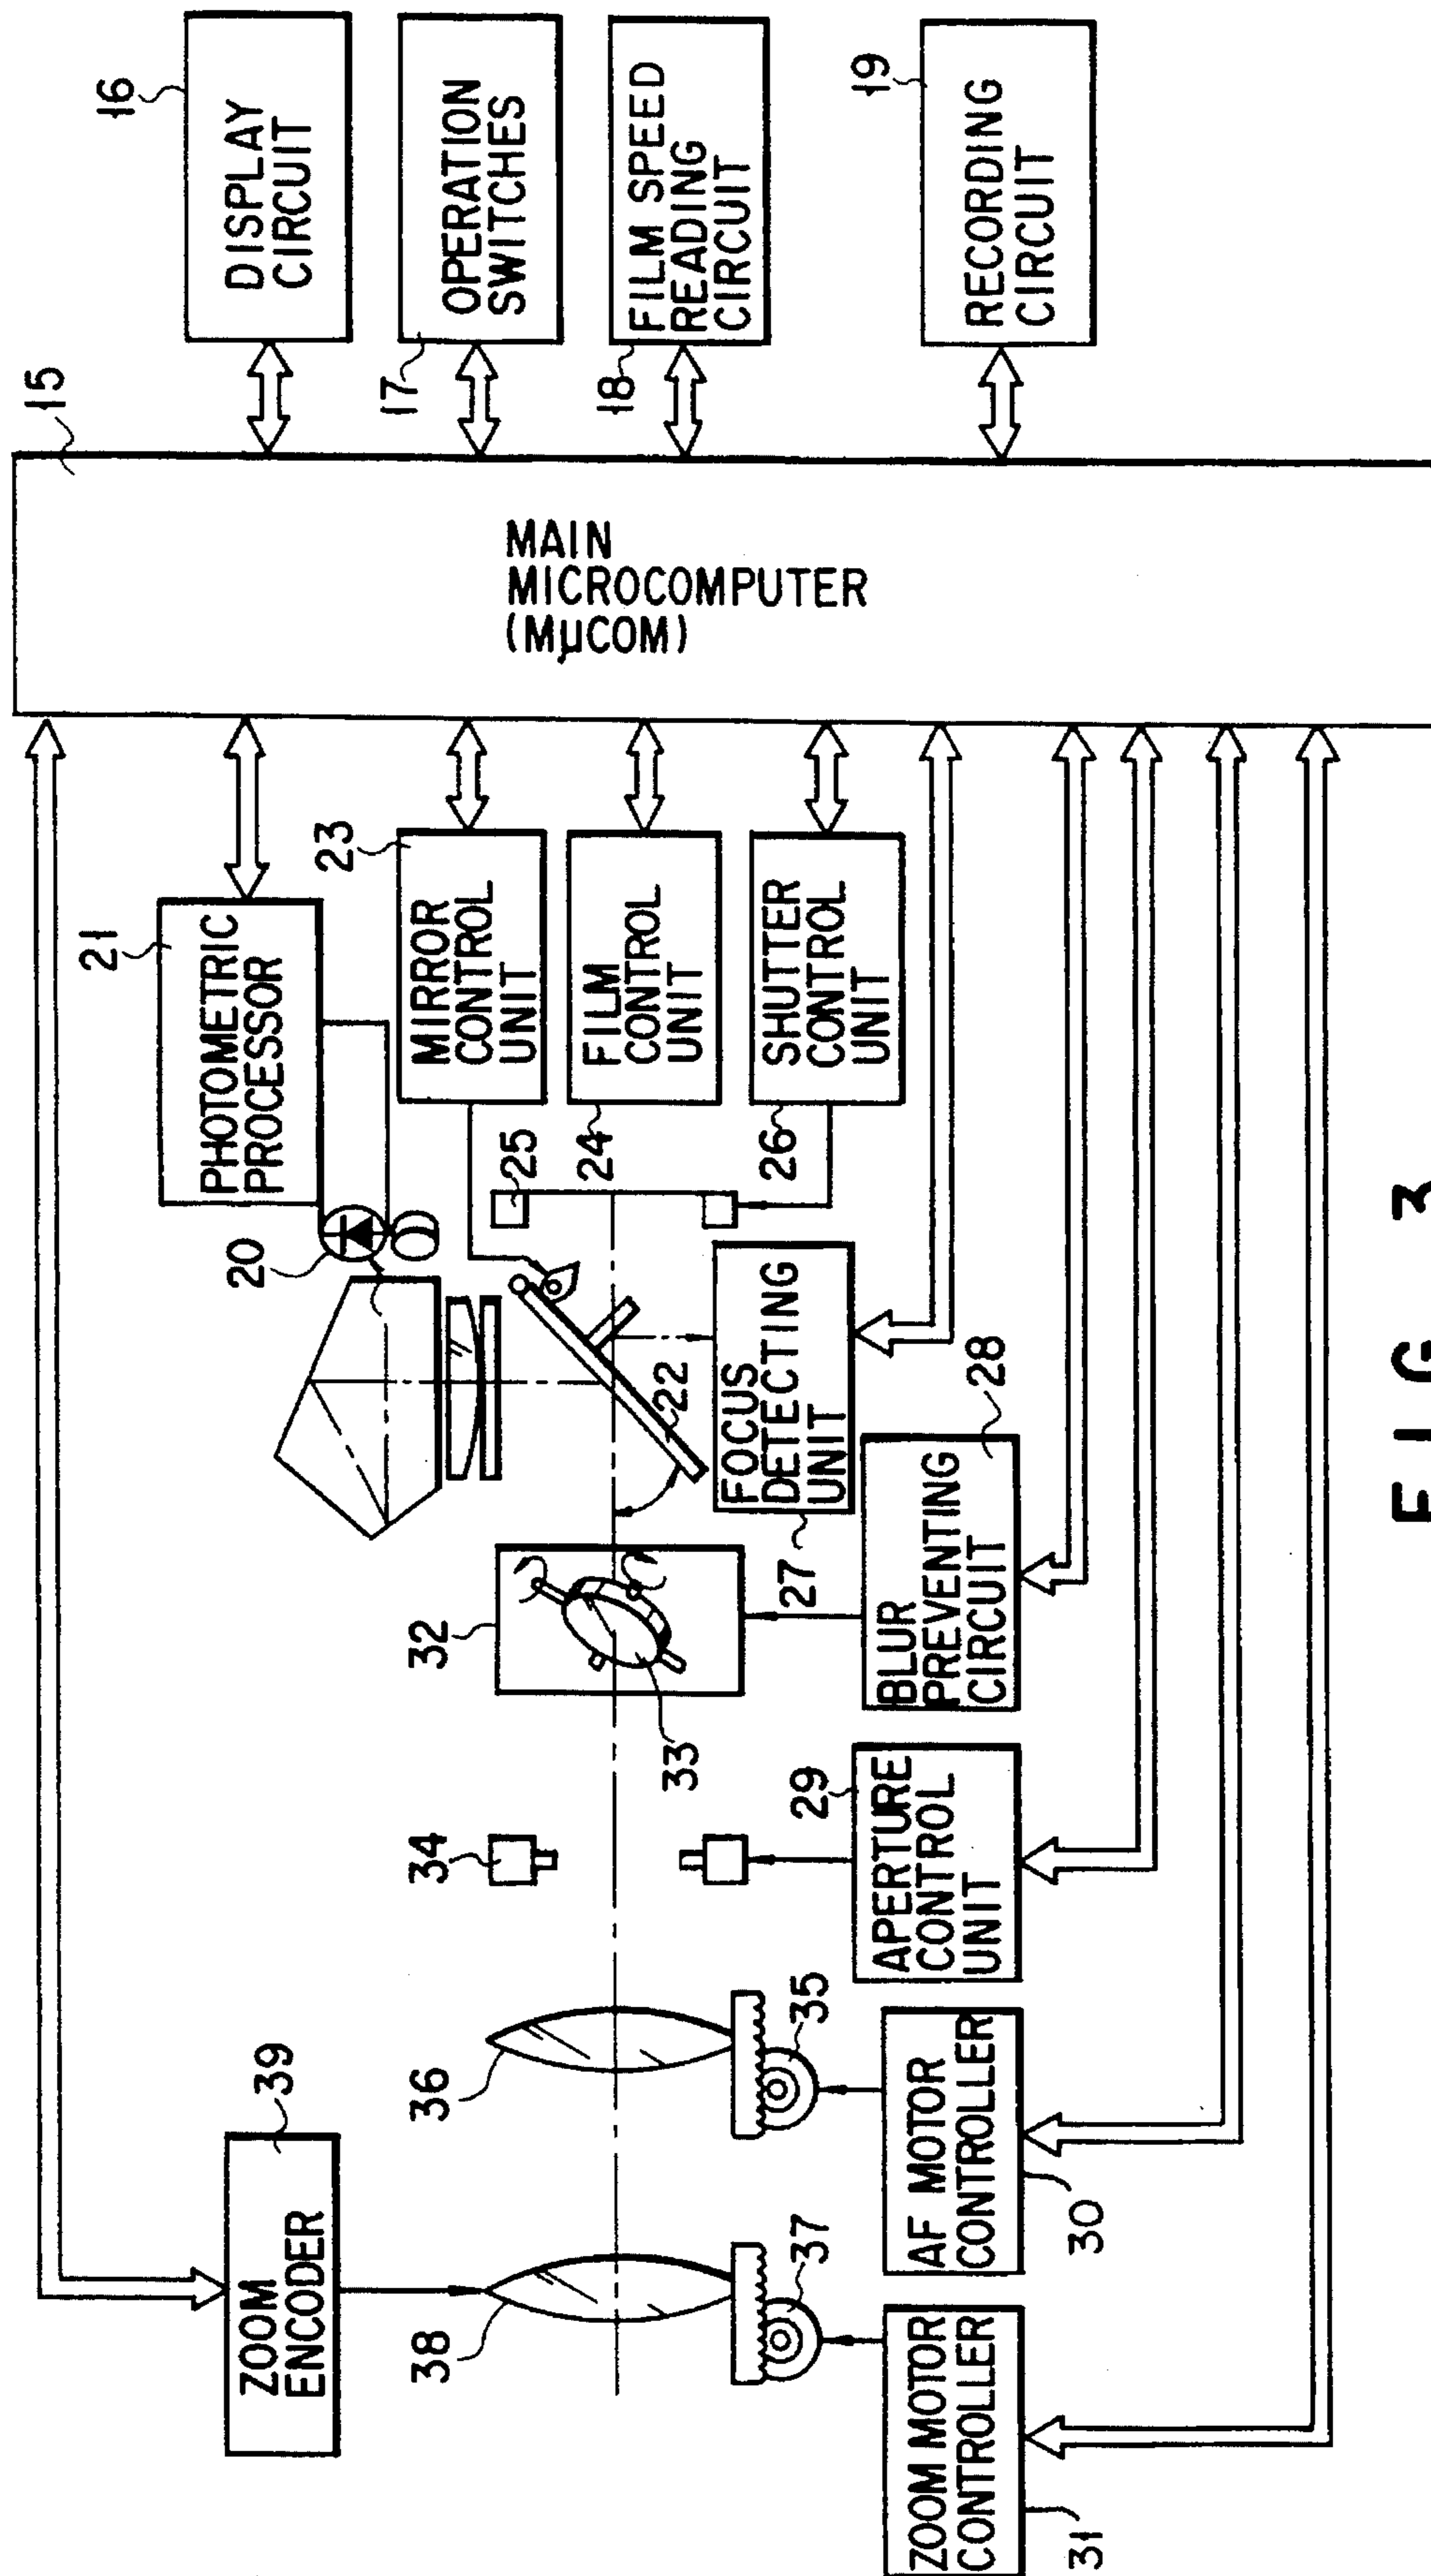 16
DISPLAY
CIRCUIT
17
OPERATION
SWITCHES
18
FILM SPEED
READING
CIRCUIT
19
RECORDING
CIRCUIT
15
MAIN
MICROCOMPUTER
(MμCOM)
21
PHOTOMETRIC
PROCESSOR
20
23
MIRROR
CONTROL
UNIT
24
FILM
CONTROL
UNIT
25
26
SHUTTER
CONTROL
UNIT
22
FOCUS
DETECTING
UNIT
27
28
BLUR
PREVENTING
CIRCUIT
32
33
34
29
APERTURE
CONTROL
UNIT
36
35
AF MOTOR
CONTROLLER
30
39
ZOOM
ENCODER
38
37
ZOOM MOTOR
CONTROLLER
31
FIG. 3